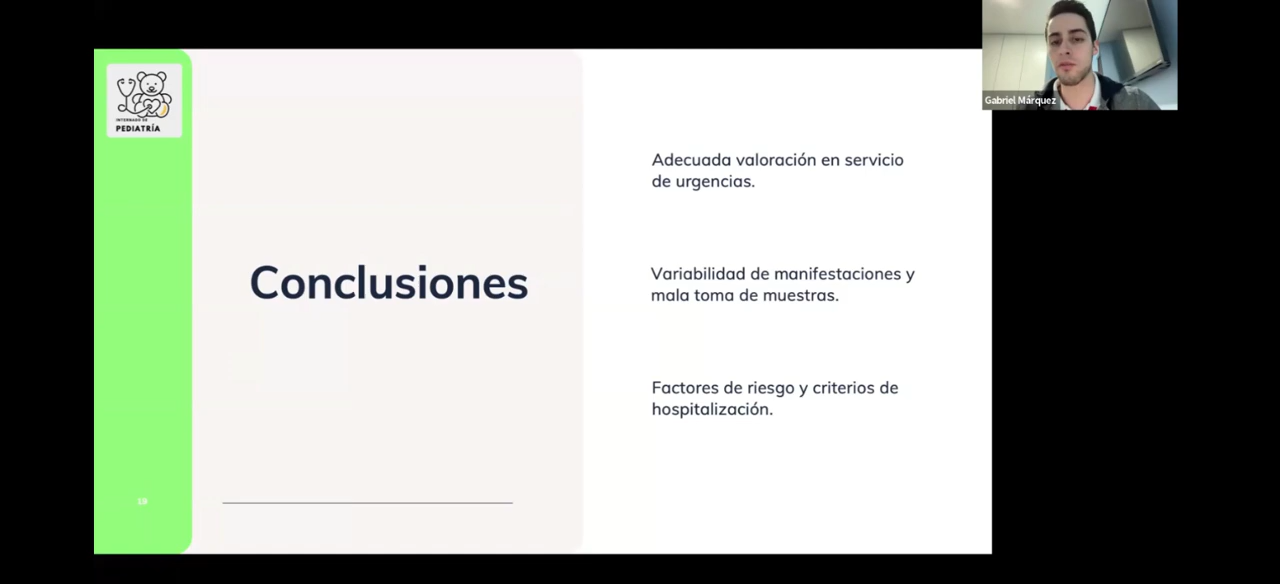 INTERNADO DE
PEDIATRÍA
Conclusiones
19
Adecuada valoración en servicio
de urgencias.
Variabilidad de manifestaciones y
mala toma de muestras.
Factores de riesgo y criterios de
hospitalización.
Gabriel Márquez